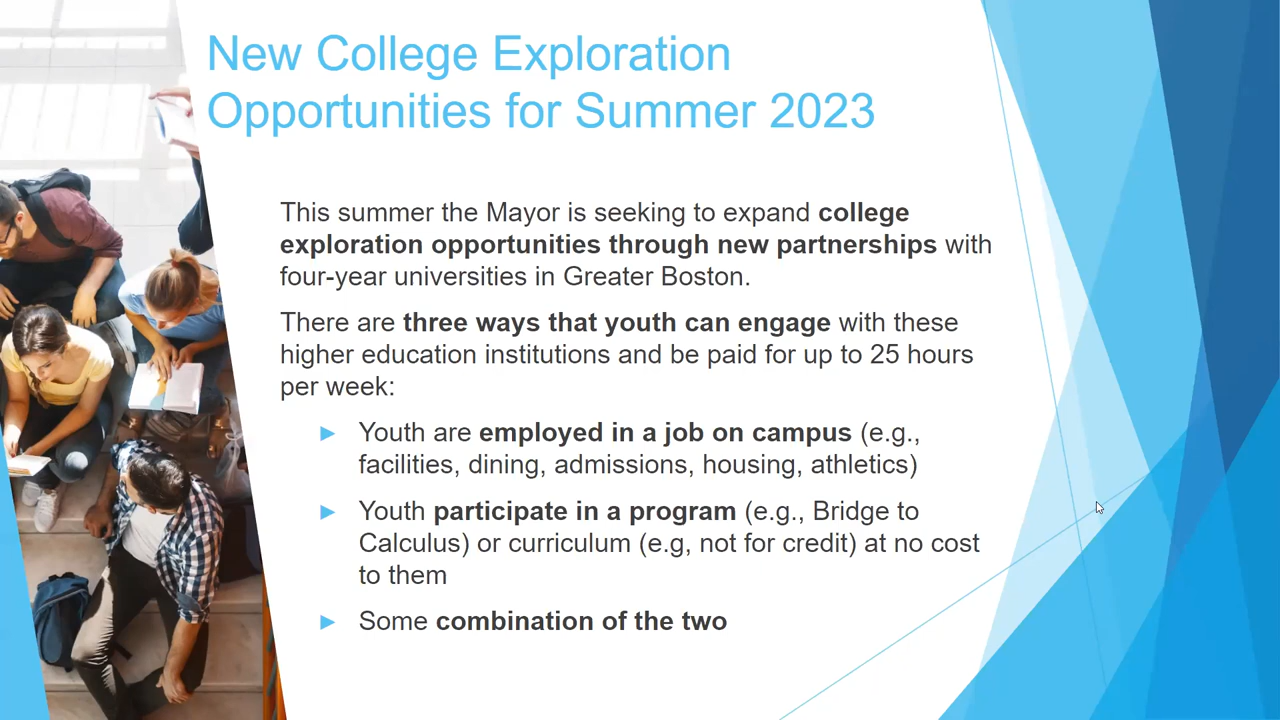 New College Exploration
Opportunities for Summer 2023
This summer the Mayor is seeking to expand college
exploration opportunities through new partnerships with
four-year universities in Greater Boston.
There are three ways that youth can engage with these
higher education institutions and be paid for up to 25 hours
per week:
► Youth are employed in a job on campus (e.g.,
facilities, dining, admissions, housing, athletics)
► Youth participate in a program (e.g., Bridge to
Calculus) or curriculum (e.g, not for credit) at no cost
to them
► Some combination of the two